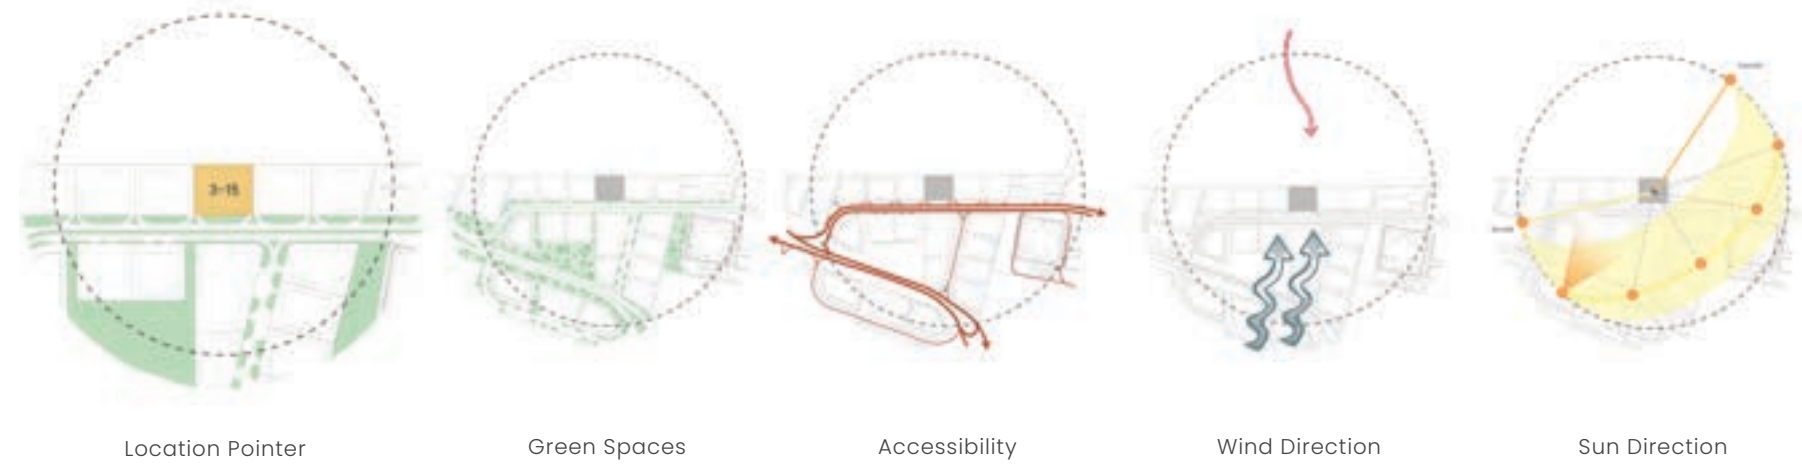 3-15
Location Pointer
Green Spaces
Accessibility
Wind Direction
Sun Direction